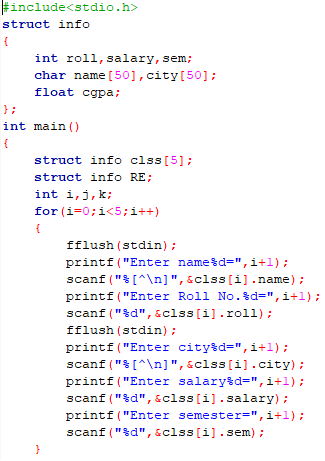 #include<stdio.h>
struct info
{
    int roll,salary,sem;
    char name[50],city[50];
    float cgpa;
};
int main()
{
    struct info clss[5];
    struct info RE;
    int i,j,k;
    for(i=0;i<5;i++)
    {
        fflush(stdin);
        printf("Enter name%d=",i+1);
        scanf("%[^\n]",&clss[i].name);
        printf("Enter Roll No.%d=",i+1);
        scanf("%d",&clss[i].roll);
        fflush(stdin);
        printf("Enter city%d=",i+1);
        scanf("%[^\n]",&clss[i].city);
        printf("Enter salary%d=",i+1);
        scanf("%d",&clss[i].salary);
        printf("Enter semester=",i+1);
        scanf("%d",&clss[i].sem);
    }